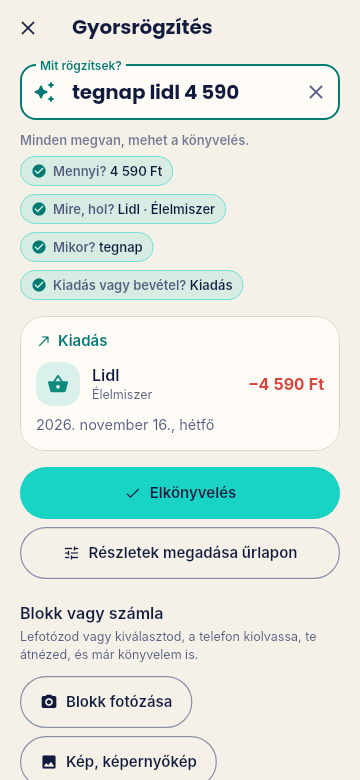 Gyorsrögzítés
Mit rögzítsek?
tegnap lidl 4 590
Minden megvan, mehet a könyvelés.
Mennyi? 4 590 Ft
Mire, hol? Lidl · Élelmiszer
Mikor? tegnap
Kiadás vagy bevétel? Kiadás
Kiadás
Lidl
Élelmiszer
−4 590 Ft
2026. november 16., hétfő
Elkönyvelés
Részletek megadása űrlapon
Blokk vagy számla
Lefotózod vagy kiválasztod, a telefon kiolvassa, te
átnézed, és már könyvelem is.
Blokk fotózása
Kép, képernyőkép